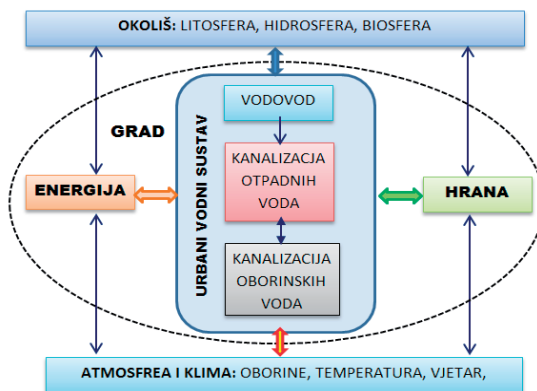 OKOLIŠ: LITOSFERA, HIDROSFERA, BIOSFERA
GRAD
URBANI VODNI SUSTAV
VODOVOD
KANALIZACJA
OTPADNIH
VODA
ENERGIJA
HRANA
KANALIZACIJA
OBORINSKIH
VODA
ATMOSFREA I KLIMA: OBORINE, TEMPERATURA, VJETAR,